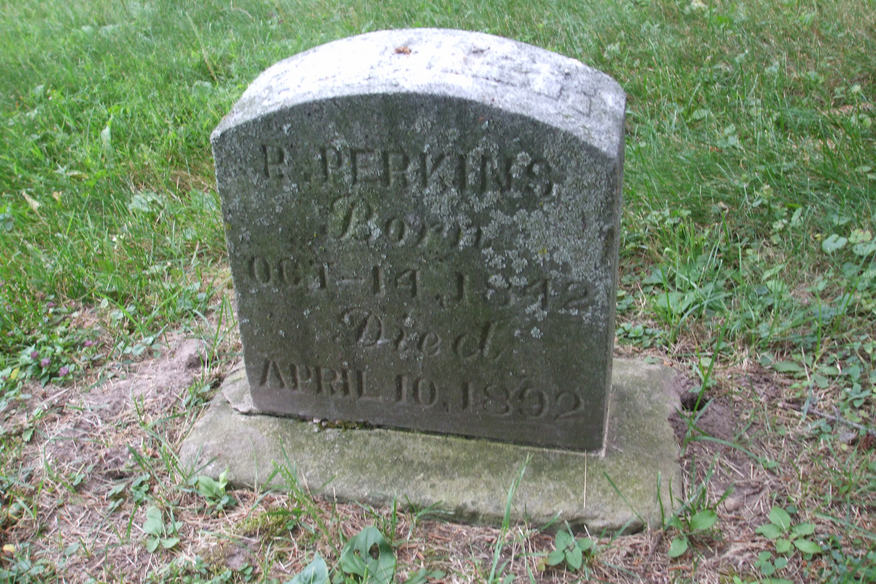 P. PERKINS
Born
OCT. 14, 1842
Died
APRIL 10, 1892